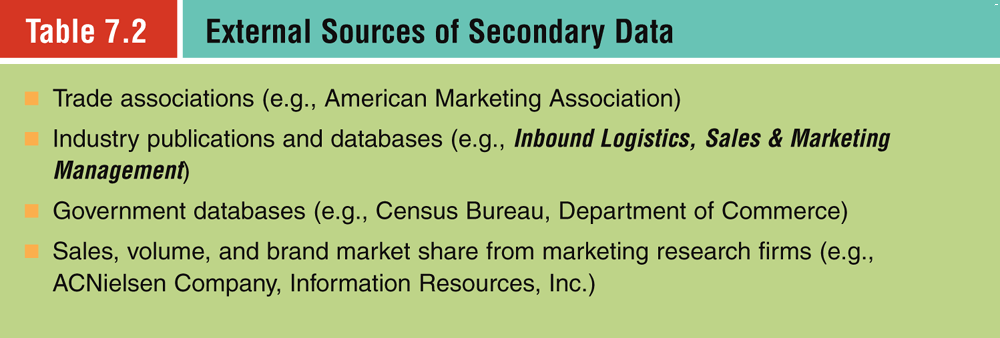 Table 7.2 External Sources of Secondary Data
Trade associations (e.g., American Marketing Association)
Industry publications and databases (e.g., Inbound Logistics, Sales & Marketing
Management)
Government databases (e.g., Census Bureau, Department of Commerce)
Sales, volume, and brand market share from marketing research firms (e.g.,
ACNielsen Company, Information Resources, Inc.)